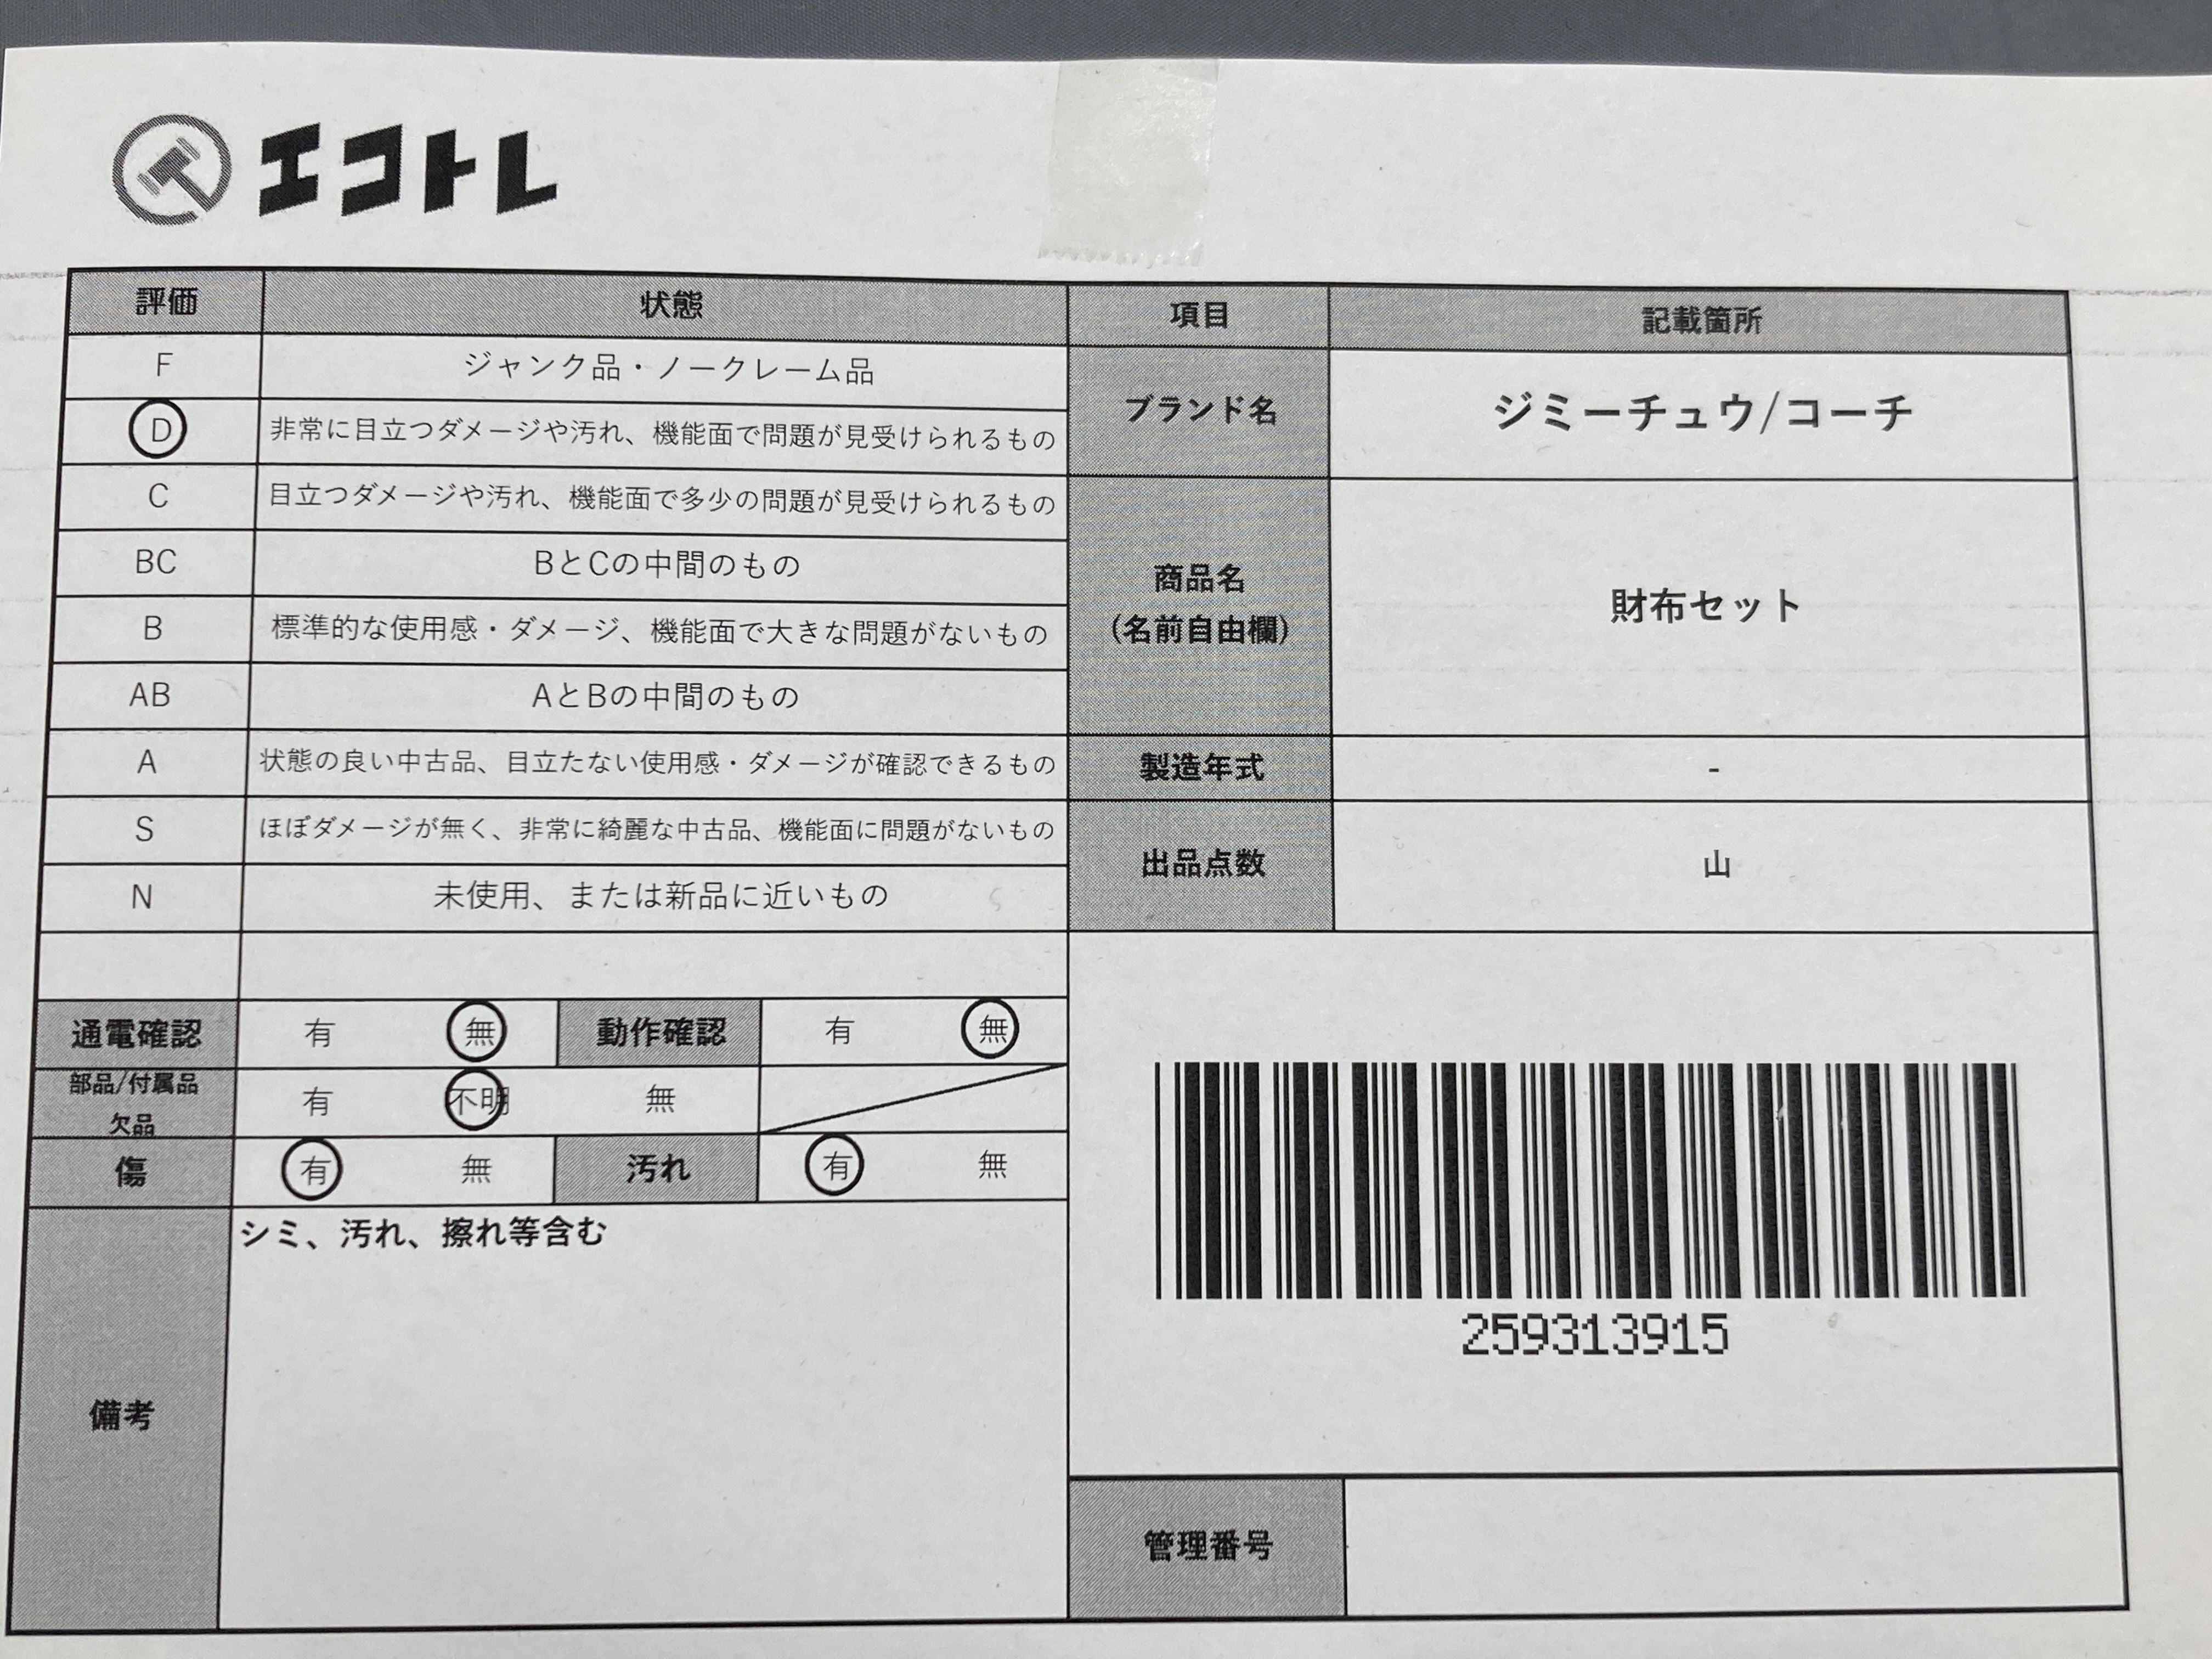 エコトレ
評価 状態 項目 記載箇所
F ジャンク品・ノークレーム品
D 非常に目立つダメージや汚れ、機能面で問題が見受けられるもの
ブランド名 ジミーチュウ/コーチ
C 目立つダメージや汚れ、機能面で多少の問題が見受けられるもの
BC BとCの中間のもの
商品名
(名前自由欄)
財布セット
B 標準的な使用感・ダメージ、機能面で大きな問題がないもの
AB AとBの中間のもの
A 状態の良い中古品、目立たない使用感・ダメージが確認できるもの
製造年式 -
S ほぼダメージが無く、非常に綺麗な中古品、機能面に問題がないもの
出品点数 山
N 未使用、または新品に近いもの
通電確認 有 無 動作確認 有 無
部品/付属品
欠品
有 不明 無
傷 有 無 汚れ 有 無
備考
シミ、汚れ、擦れ等含む
259313915
管理番号